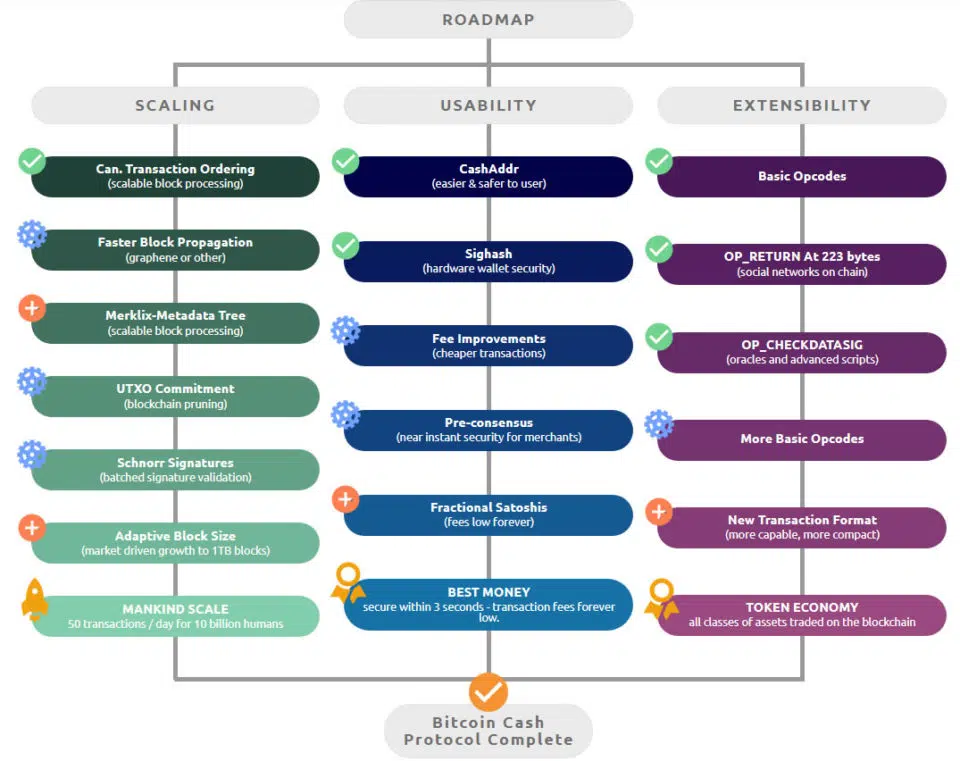 ROADMAP
SCALING
Can. Transaction Ordering
(scalable block processing)
Faster Block Propagation
(graphene or other)
Merklix-Metadata Tree
(scalable block processing)
UTXO Commitment
(blockchain pruning)
Schnorr Signatures
(batched signature validation)
Adaptive Block Size
(market driven growth to 1TB blocks)
MANKIND SCALE
50 transactions / day for 10 billion humans
USABILITY
CashAddr
(easier & safer to user)
Sighash
(hardware wallet security)
Fee Improvements
(cheaper transactions)
Pre-consensus
(near instant security for merchants)
Fractional Satoshis
(fees low forever)
BEST MONEY
secure within 3 seconds - transaction fees forever
low.
EXTENSIBILITY
Basic Opcodes
OP_RETURN At 223 bytes
(social networks on chain)
OP_CHECKDATASIG
(oracles and advanced scripts)
More Basic Opcodes
New Transaction Format
(more capable, more compact)
TOKEN ECONOMY
all classes of assets traded on the blockchain
Bitcoin Cash
Protocol Complete